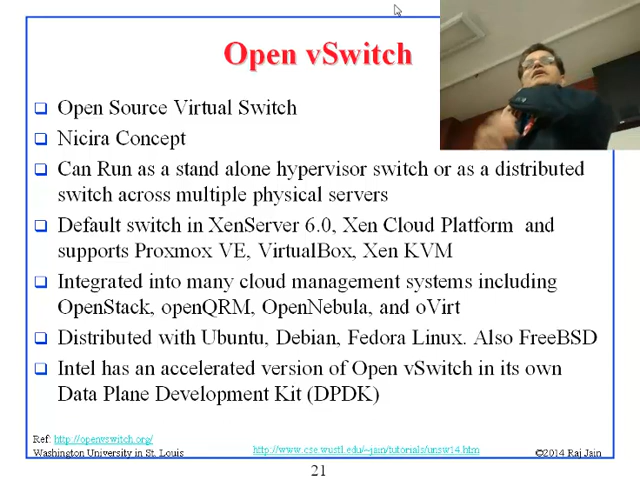 Open vSwitch
Open Source Virtual Switch
Nicira Concept
Can Run as a stand alone hypervisor switch or as a distributed
switch across multiple physical servers
Default switch in XenServer 6.0, Xen Cloud Platform and
supports Proxmox VE, VirtualBox, Xen KVM
Integrated into many cloud management systems including
OpenStack, openQRM, OpenNebula, and oVirt
Distributed with Ubuntu, Debian, Fedora Linux. Also FreeBSD
Intel has an accelerated version of Open vSwitch in its own
Data Plane Development Kit (DPDK)
Ref: http://openvswitch.org/
Washington University in St. Louis
http://www.cse.wustl.edu/~jain/tutorials/unsw14.htm
©2014 Raj Jain
21